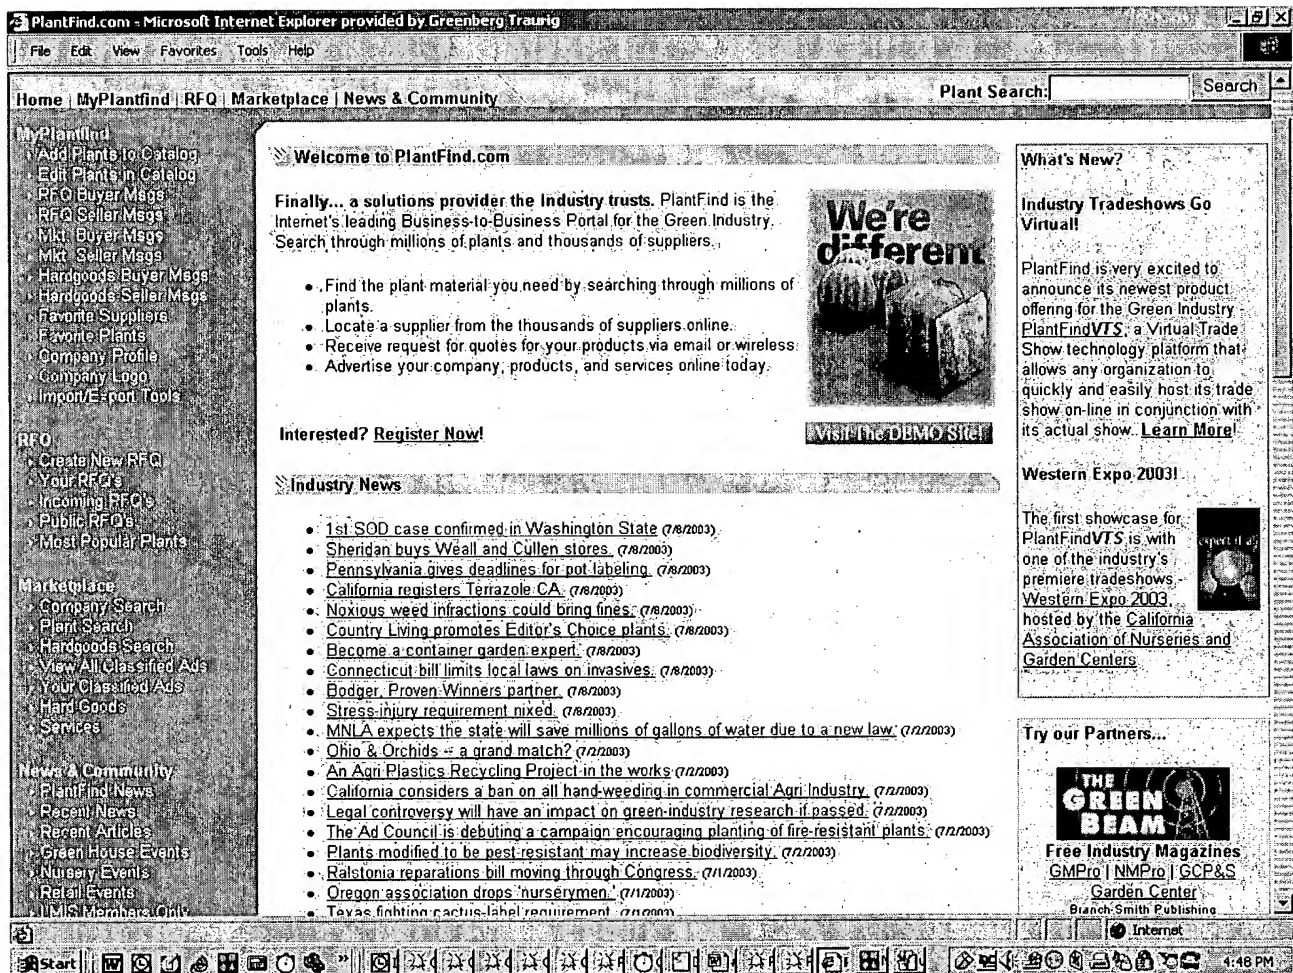 PlantFind.com - Microsoft Internet Explorer provided by Greenberg Traurig
File Edit View Favorites Tools Help
Home | MyPlantfind | RFQ | Marketplace | News & Community
Plant Search: Search
MyPlantfind
Add Plants to Catalog
Edit Plants in Catalog
RFQ Buyer Msgs
RFQ Seller Msgs
Mkt. Buyer Msgs
Mkt. Seller Msgs
Hardgoods Buyer Msgs
Hardgoods Seller Msgs
Favorite Suppliers
Favorite Plants
Company Profile
Company Logo
Import/Export Tools
RFQ
Create New RFQ
Your RFQ's
Incoming RFQ's
Public RFQ's
Most Popular Plants
Marketplace
Company Search
Plant Search
Hardgoods Search
View All Classified Ads
Your Classified Ads
Hard Goods
Services
News & Community
PlantFind News
Recent News
Recent Articles
Green House Events
Nursery Events
Retail Events
LMIS Members Only
Welcome to PlantFind.com
Finally... a solutions provider the Industry trusts. PlantFind is the
Internet's leading Business-to-Business Portal for the Green Industry.
Search through millions of plants and thousands of suppliers.
• Find the plant material you need by searching through millions of
plants.
• Locate a supplier from the thousands of suppliers online.
• Receive request for quotes for your products via email or wireless.
• Advertise your company, products, and services online today.
Interested? Register Now!
We're
different
Visit The DEMO Site!
Industry News
• 1st SOD case confirmed in Washington State (7/8/2003)
• Sheridan buys Weall and Cullen stores. (7/8/2003)
• Pennsylvania gives deadlines for pot labeling. (7/8/2003)
• California registers Terrazole CA. (7/8/2003)
• Noxious weed infractions could bring fines. (7/8/2003)
• Country Living promotes Editor's Choice plants. (7/8/2003)
• Become a container garden expert. (7/8/2003)
• Connecticut bill limits local laws on invasives. (7/8/2003)
• Bodger, Proven Winners partner. (7/8/2003)
• Stress-injury requirement nixed. (7/8/2003)
• MNLA expects the state will save millions of gallons of water due to a new law. (7/2/2003)
• Ohio & Orchids -- a grand match? (7/2/2003)
• An Agri Plastics Recycling Project in the works (7/2/2003)
• California considers a ban on all hand-weeding in commercial Agri Industry. (7/2/2003)
• Legal controversy will have an impact on green-industry research if passed. (7/2/2003)
• The Ad Council is debuting a campaign encouraging planting of fire-resistant plants. (7/2/2003)
• Plants modified to be pest resistant may increase biodiversity. (7/2/2003)
• Ralstonia reparations bill moving through Congress. (7/1/2003)
• Oregon association drops 'nurserymen.' (7/1/2003)
• Texas fighting cactus-label requirement. (7/1/2003)
What's New?
Industry Tradeshows Go
Virtual!
PlantFind is very excited to
announce its newest product
offering for the Green Industry
PlantFindVTS, a Virtual Trade
Show technology platform that
allows any organization to
quickly and easily host its trade
show on-line in conjunction with
its actual show. Learn More!
Western Expo 2003!
The first showcase for
PlantFindVTS is with
one of the industry's
premiere tradeshows -
Western Expo 2003,
hosted by the California
Association of Nurseries and
Garden Centers
expect it all
Try our Partners...
THE
GREEN
BEAM
Free Industry Magazines
GMPro | NMPro | GCP&S
Garden Center
Branch-Smith Publishing
Internet
Start
4:48 PM